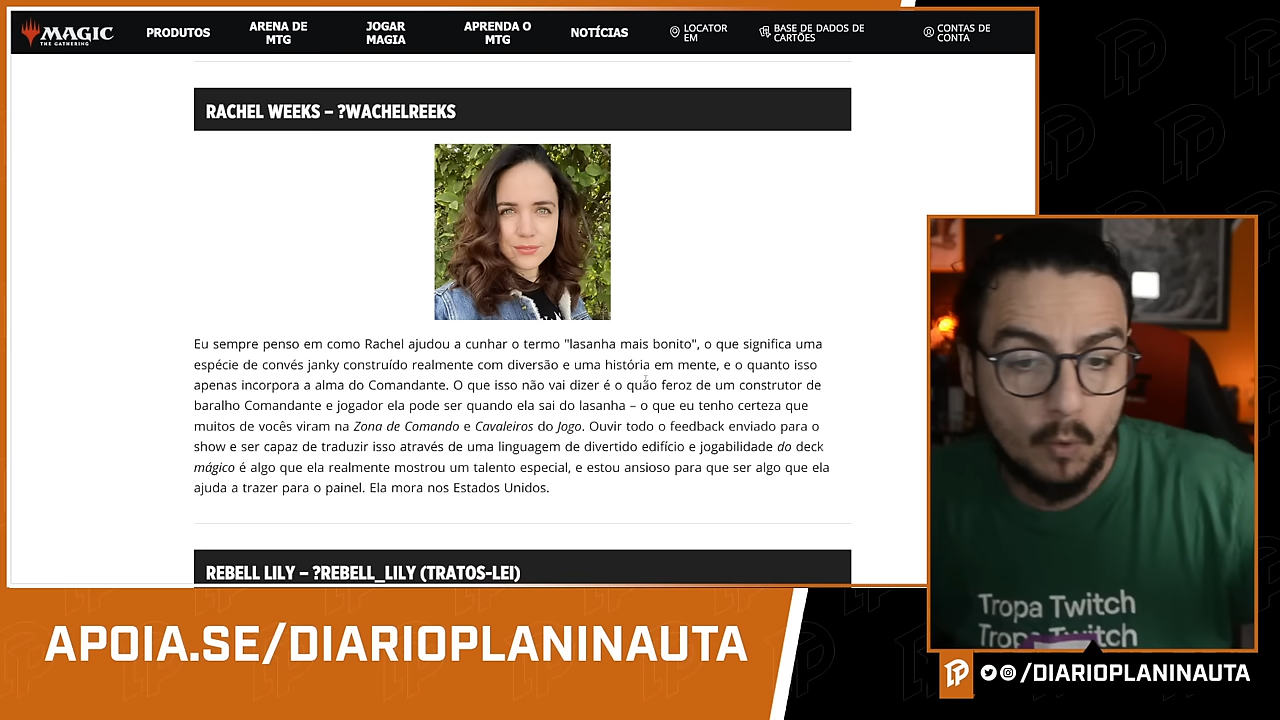 MAGIC
THE GATHERING
PRODUTOS
ARENA DE
MTG
JOGAR
MAGIA
APRENDA O
MTG
NOTÍCIAS
LOCATOR
EM
BASE DE DADOS DE
CARTÕES
CONTAS DE
CONTA
RACHEL WEEKS – ?WACHELREEKS
Eu sempre penso em como Rachel ajudou a cunhar o termo "lasanha mais bonito", o que significa uma
espécie de convés janky construído realmente com diversão e uma história em mente, e o quanto isso
apenas incorpora a alma do Comandante. O que isso não vai dizer é o quão feroz de um construtor de
baralho Comandante e jogador ela pode ser quando ela sai do lasanha – o que eu tenho certeza que
muitos de vocês viram na Zona de Comando e Cavaleiros do Jogo. Ouvir todo o feedback enviado para o
show e ser capaz de traduzir isso através de uma linguagem de divertido edifício e jogabilidade do deck
mágico é algo que ela realmente mostrou um talento especial, e estou ansioso para que ser algo que ela
ajuda a trazer para o painel. Ela mora nos Estados Unidos.
REBELL LILY – ?REBELL_LILY (TRATOS-LEI)
Tropa Twitch
Tropa Twitch
APOIA.SE/DIARIOPLANINAUTA
/DIARIOPLANINAUTA